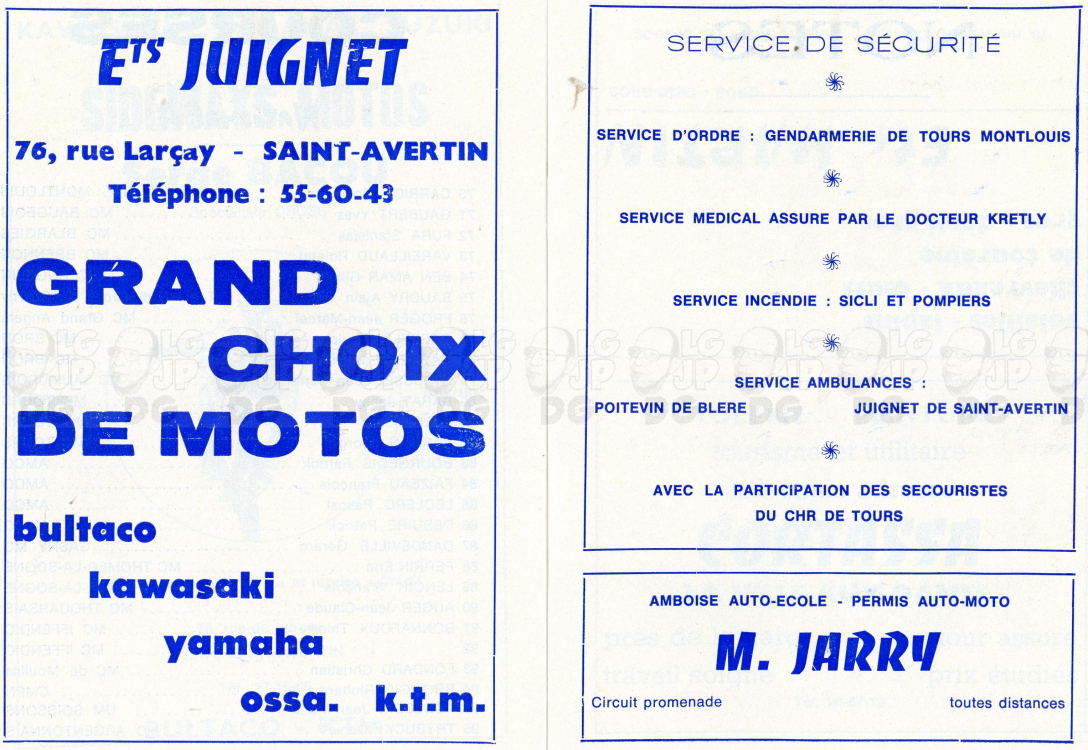 ETS JUIGNET
76, rue Larçay - SAINT-AVERTIN
Téléphone : 55-60-43
GRAND
CHOIX
DE MOTOS
bultaco
kawasaki
yamaha
ossa. k.t.m.
SERVICE DE SÉCURITÉ
SERVICE D'ORDRE : GENDARMERIE DE TOURS MONTLOUIS
SERVICE MEDICAL ASSURE PAR LE DOCTEUR KRETLY
SERVICE INCENDIE : SICLI ET POMPIERS
SERVICE AMBULANCES :
POITEVIN DE BLERE JUIGNET DE SAINT-AVERTIN
AVEC LA PARTICIPATION DES SECOURISTES
DU CHR DE TOURS
AMBOISE AUTO-ECOLE - PERMIS AUTO-MOTO
M. JARRY
Circuit promenade toutes distances